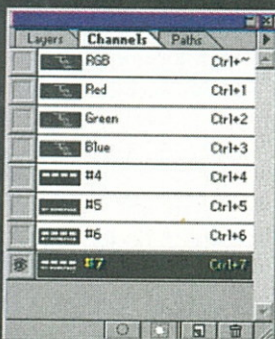 Layers Channels Paths
RGB Ctrl+~
Red Ctrl+1
Green Ctrl+2
Blue Ctrl+3
#4 Ctrl+4
#5 Ctrl+5
#6 Ctrl+6
#7 Ctrl+7